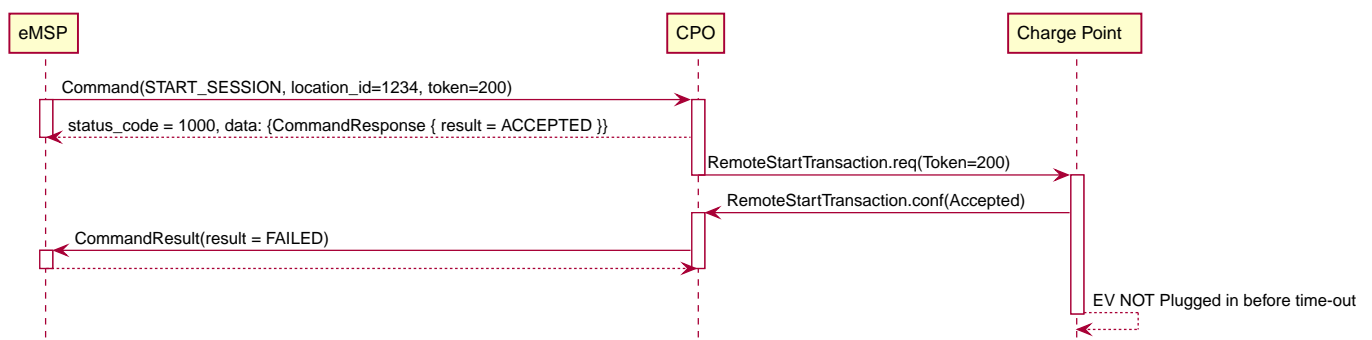 eMSP
CPO
Charge Point
Command(START_SESSION, location_id=1234, token=200)
status_code = 1000, data: {CommandResponse { result = ACCEPTED }}
RemoteStartTransaction.req(Token=200)
RemoteStartTransaction.conf(Accepted)
CommandResult(result = FAILED)
EV NOT Plugged in before time-out